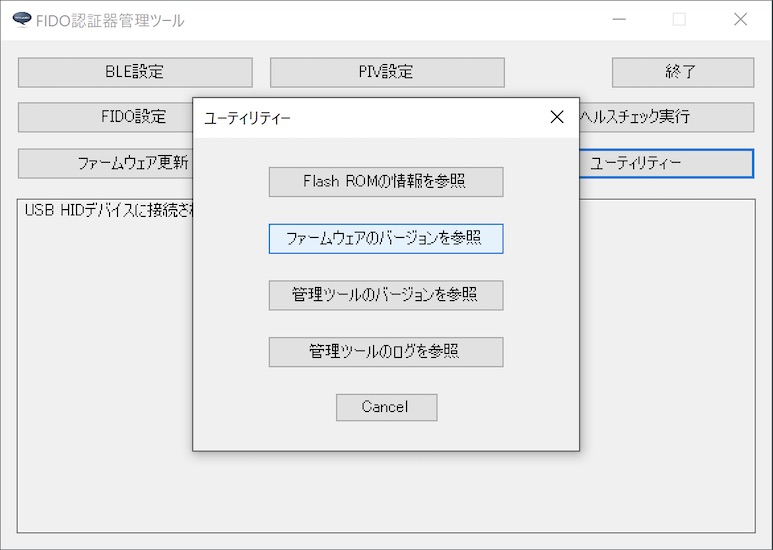 FIDO認証器管理ツール
BLE設定
PIV設定
終了
FIDO設定
ヘルスチェック実行
ファームウェア更新
ユーティリティー
USB HIDデバイスに接続され
ユーティリティー
Flash ROMの情報を参照
ファームウェアのバージョンを参照
管理ツールのバージョンを参照
管理ツールのログを参照
Cancel